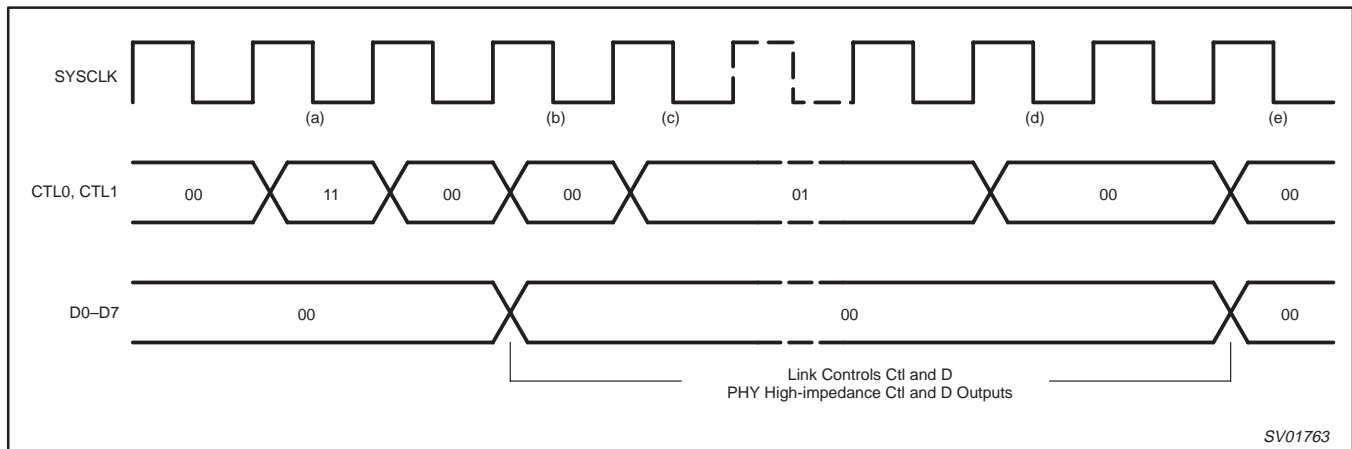 SYSCLK
(a) (b) (c) (d) (e)
CTL0, CTL1 00 11 00 00 01 00 00
D0–D7 00 00 00
Link Controls Ctl and D
PHY High-impedance Ctl and D Outputs
SV01763